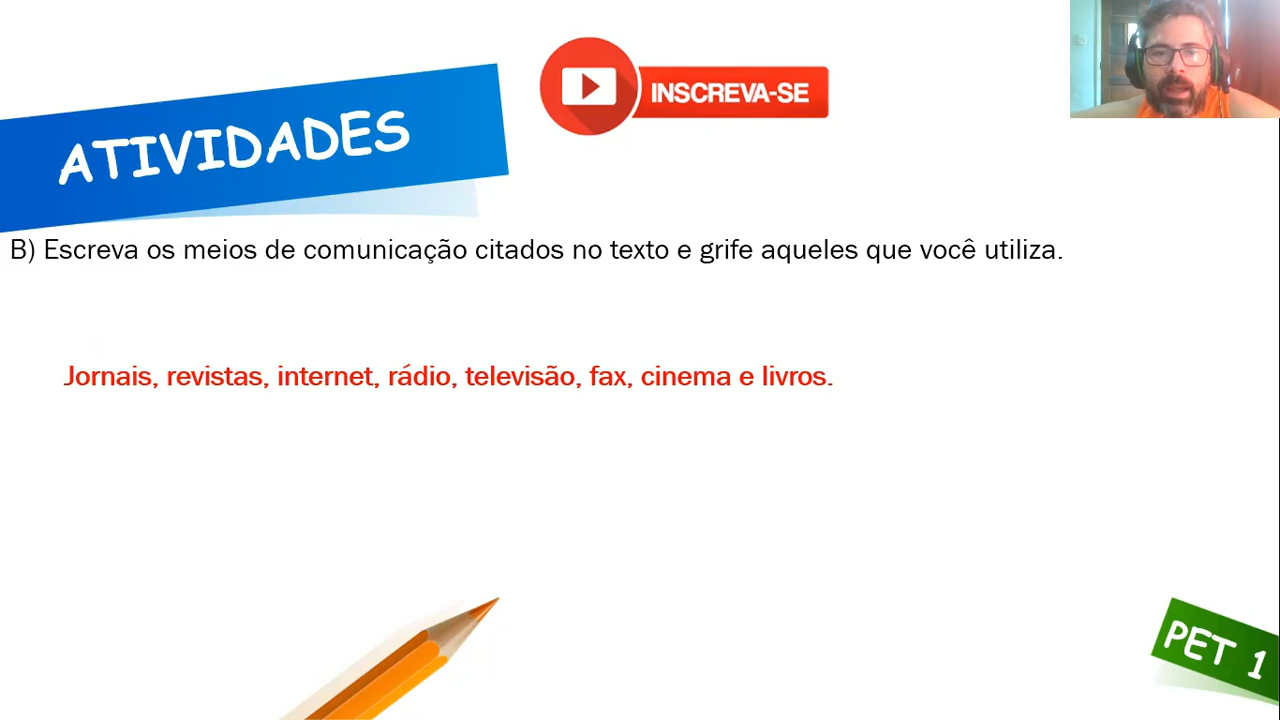 INSCREVA-SE
ATIVIDADES
B) Escreva os meios de comunicação citados no texto e grife aqueles que você utiliza.
Jornais, revistas, internet, rádio, televisão, fax, cinema e livros.
PET 1